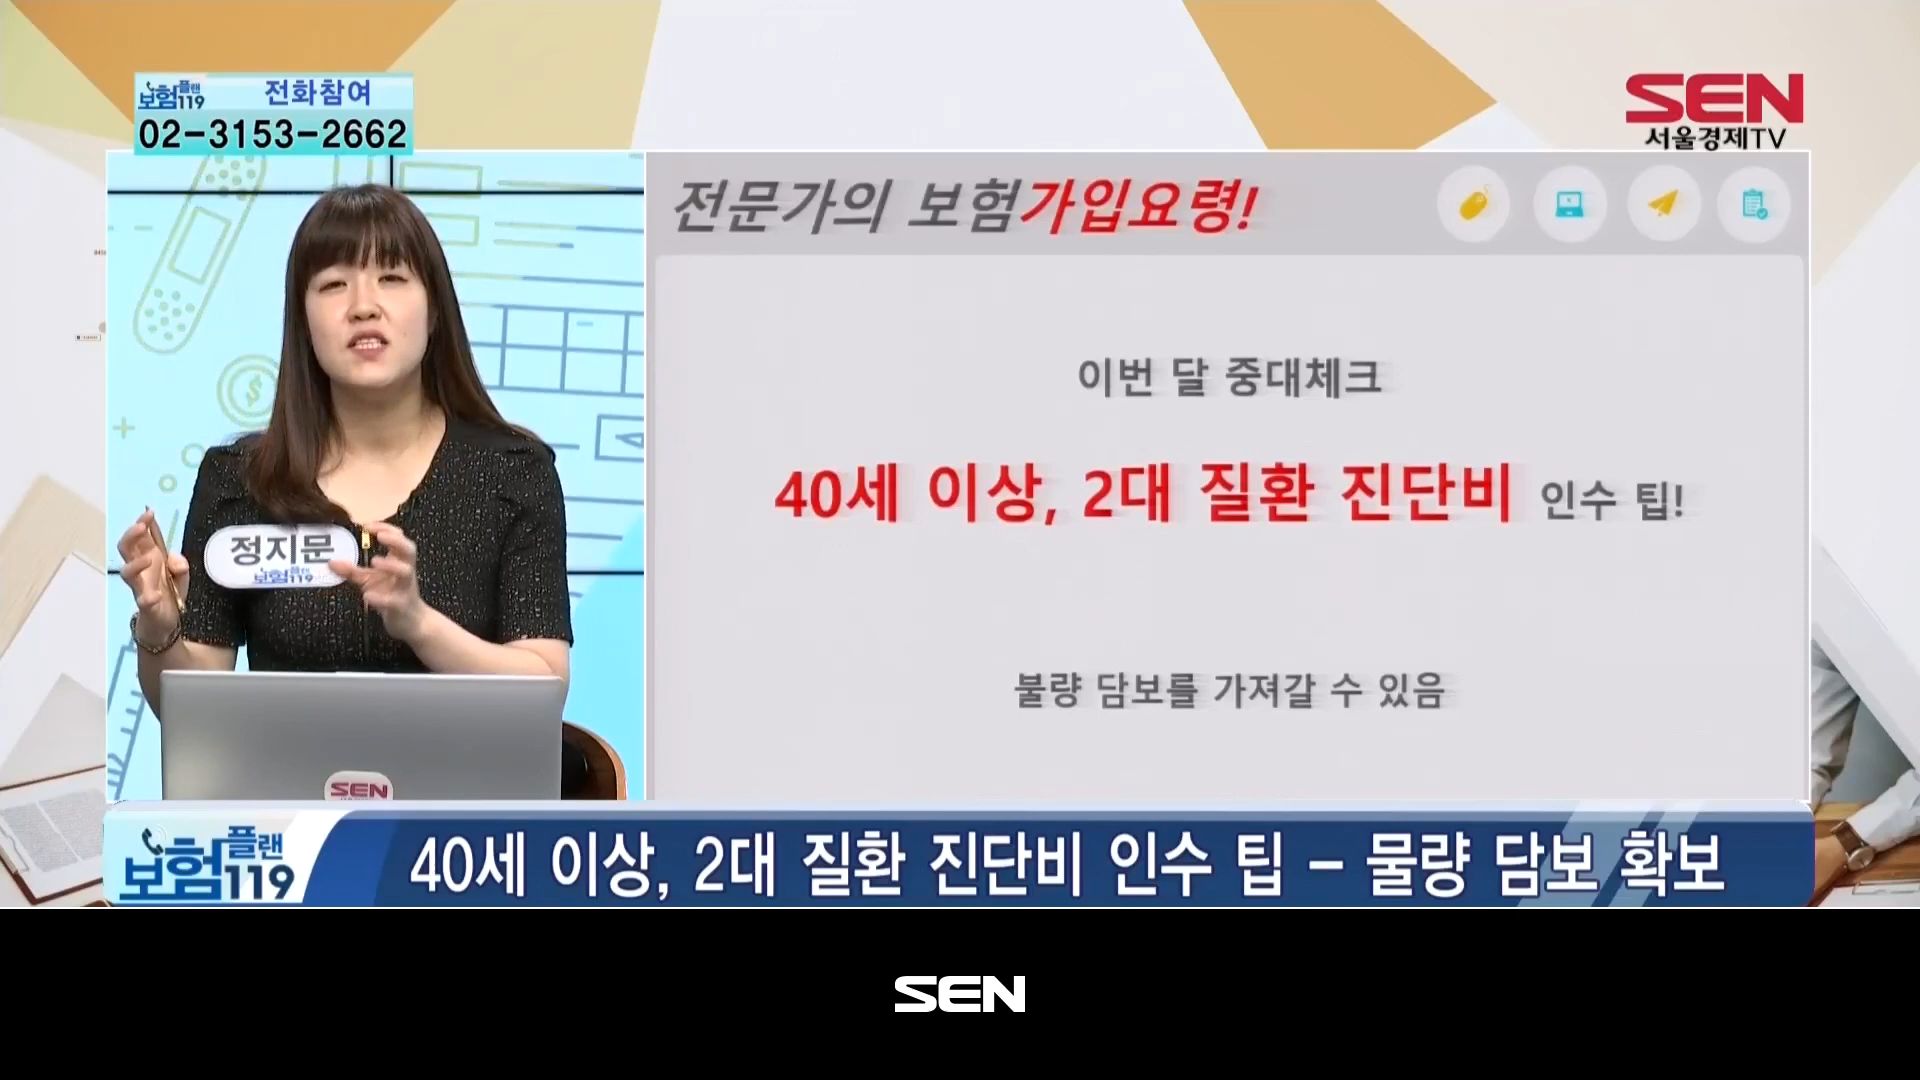 보험플랜119 전화참여
02-3153-2662
SEN
서울경제TV
전문가의 보험가입요령!
이번 달 중대체크
40세 이상, 2대 질환 진단비 인수 팁!
불량 담보를 가져갈 수 있음
정지문
보험플랜119
SEN
보험플랜119
40세 이상, 2대 질환 진단비 인수 팁 - 물량 담보 확보
SEN